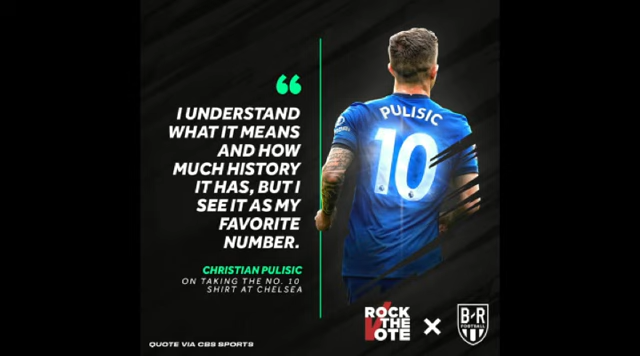 “
I UNDERSTAND
WHAT IT MEANS
AND HOW
MUCH HISTORY
IT HAS, BUT I
SEE IT AS MY
FAVORITE
NUMBER.
CHRISTIAN PULISIC
ON TAKING THE NO. 10
SHIRT AT CHELSEA
PULISIC
10
ROCK
THE
VOTE
X
B R
FOOTBALL
QUOTE VIA CBS SPORTS